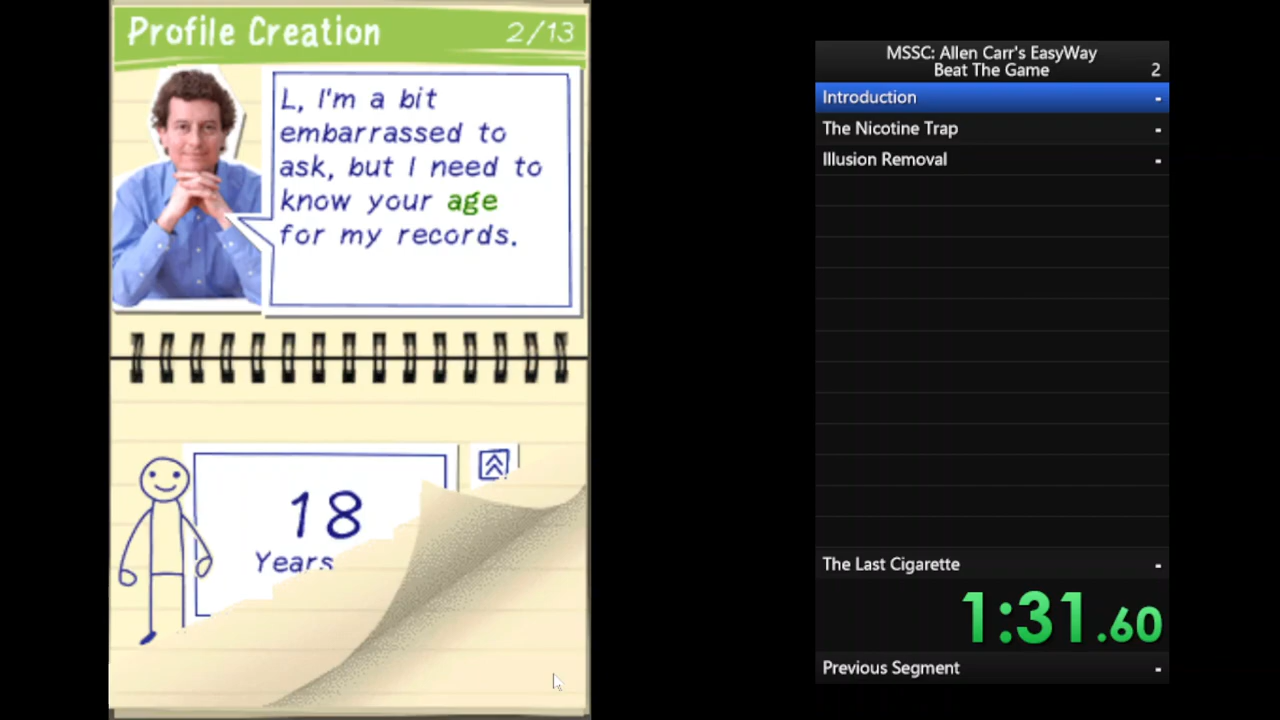 Profile Creation 2/13
L, I'm a bit
embarrassed to
ask, but I need to
know your age
for my records.
18
Years
MSSC: Allen Carr's EasyWay
Beat The Game 2
Introduction -
The Nicotine Trap -
Illusion Removal -
The Last Cigarette -
1:31.60
Previous Segment -